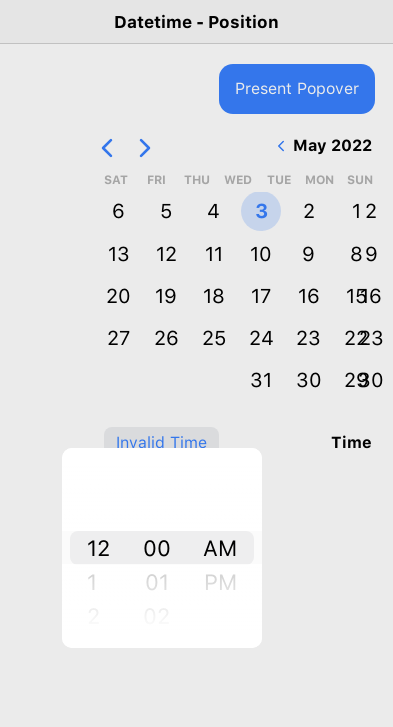 Datetime - Position
Present Popover
May 2022
SAT FRI THU WED TUE MON SUN
6 5 4 3 2 1 2
13 12 11 10 9 8 9
20 19 18 17 16 15 16
27 26 25 24 23 22 23
31 30 29 30
Invalid Time Time
12 00 AM
1 01 PM
2 02